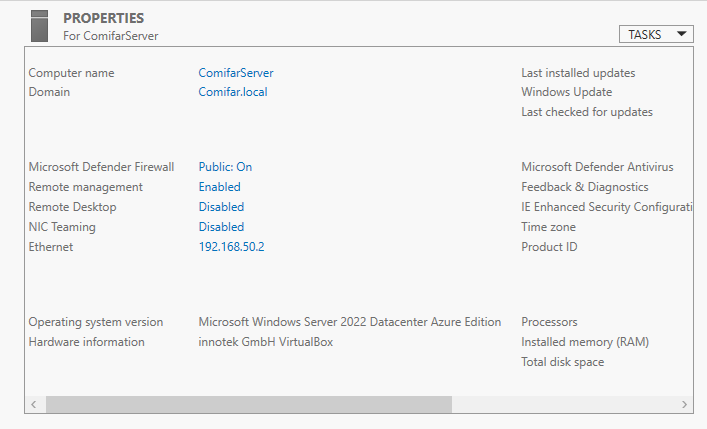 PROPERTIES
For ComifarServer
TASKS
Computer name ComifarServer Last installed updates
Domain Comifar.local Windows Update
Last checked for updates
Microsoft Defender Firewall Public: On Microsoft Defender Antivirus
Remote management Enabled Feedback & Diagnostics
Remote Desktop Disabled IE Enhanced Security Configurati
NIC Teaming Disabled Time zone
Ethernet 192.168.50.2 Product ID
Operating system version Microsoft Windows Server 2022 Datacenter Azure Edition Processors
Hardware information innotek GmbH VirtualBox Installed memory (RAM)
Total disk space